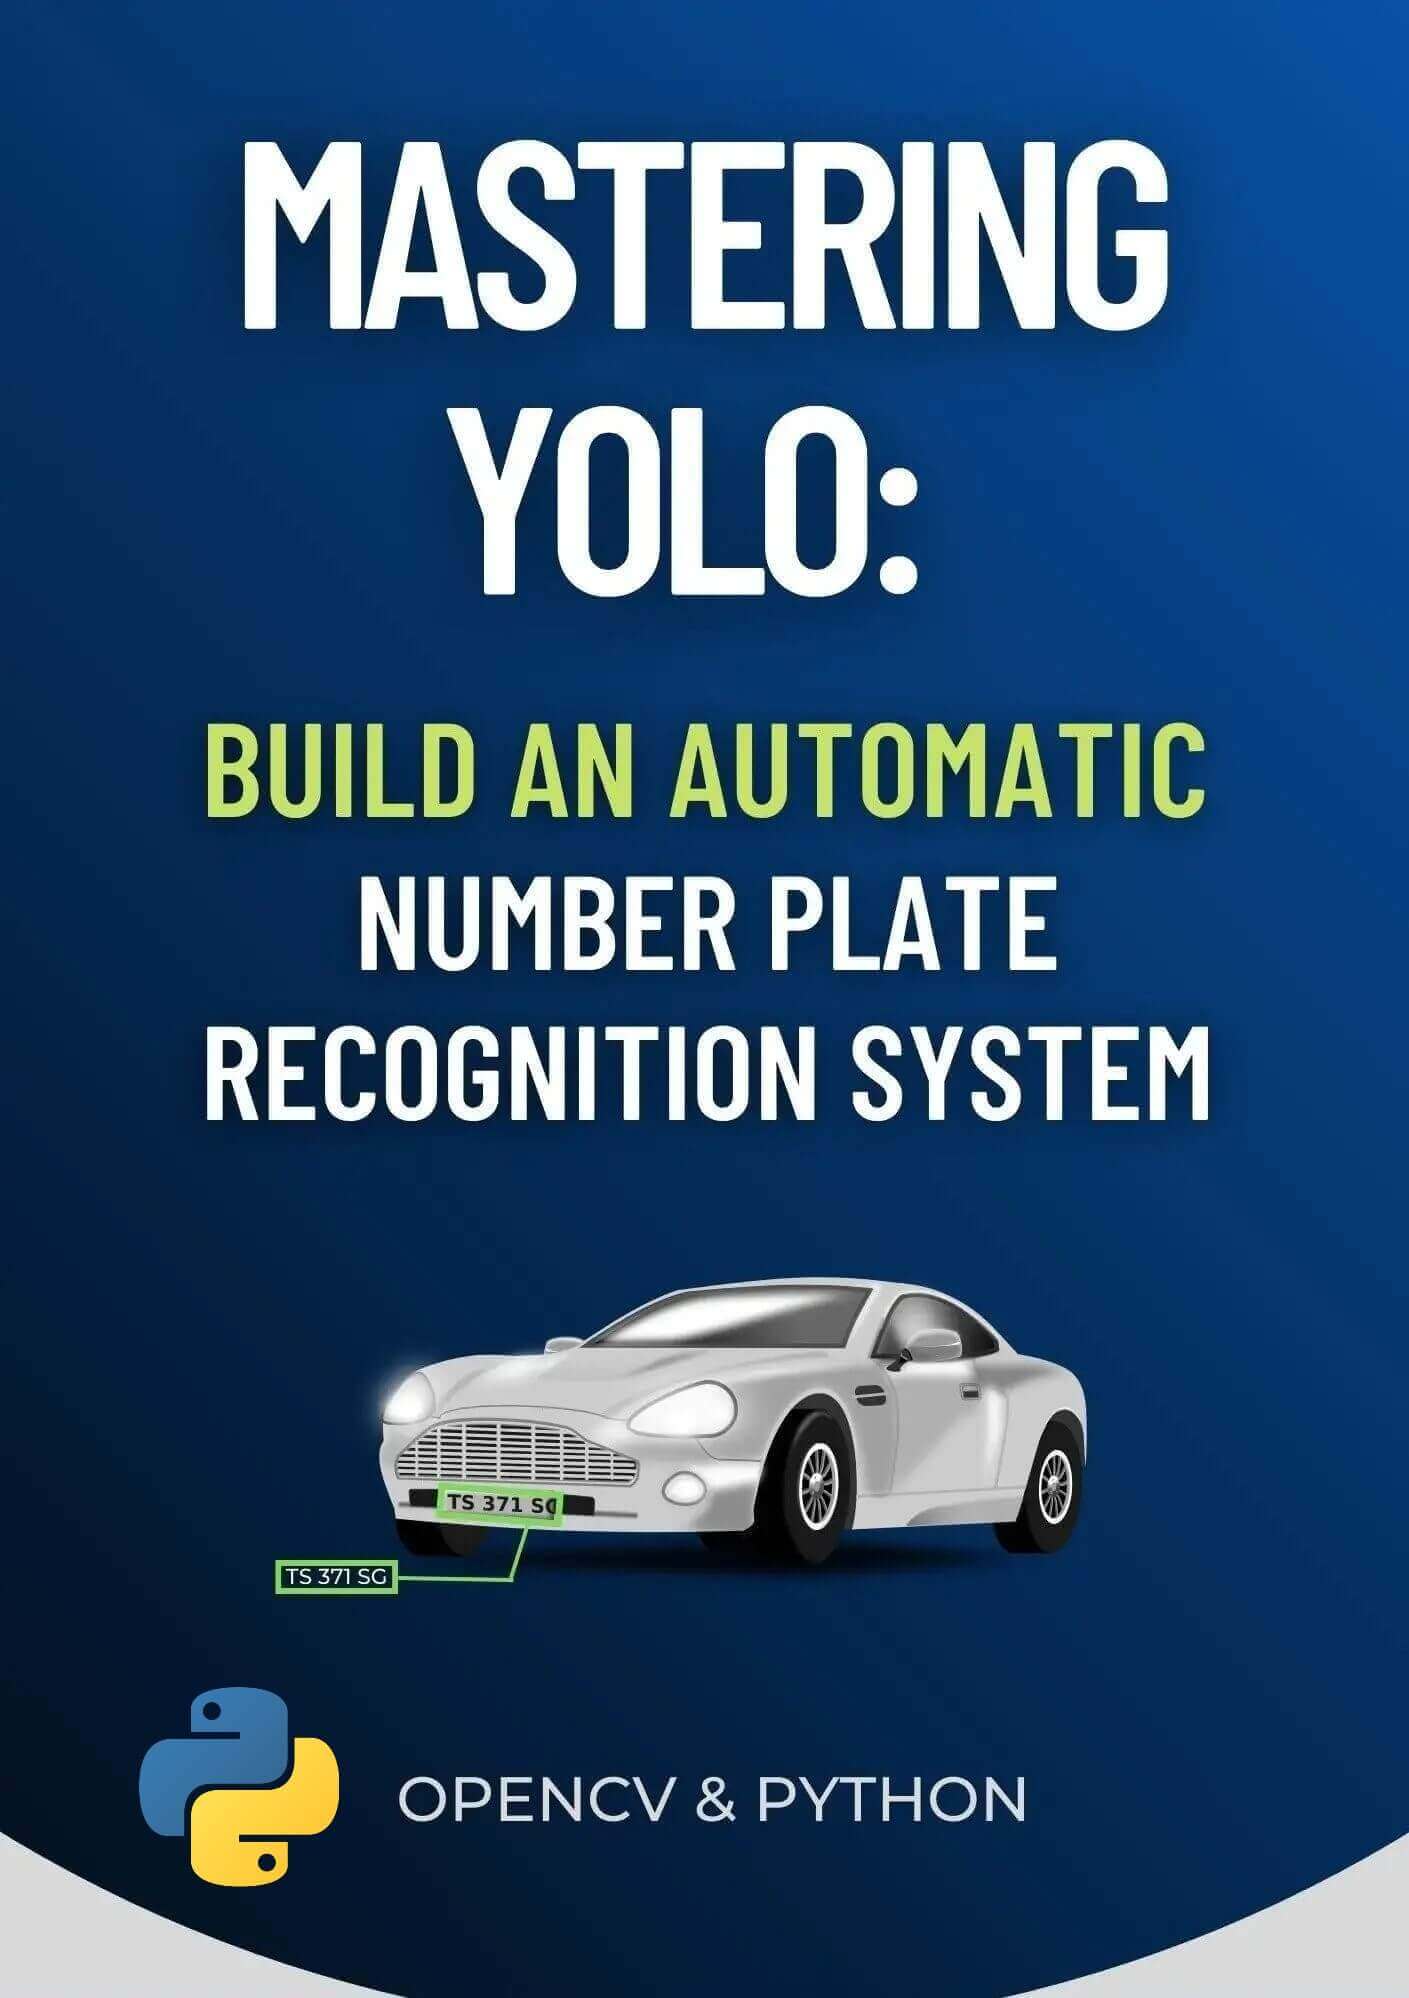 MASTERING
YOLO:
BUILD AN AUTOMATIC
NUMBER PLATE
RECOGNITION SYSTEM
TS 371 SG
TS 371 SG
OPENCV & PYTHON